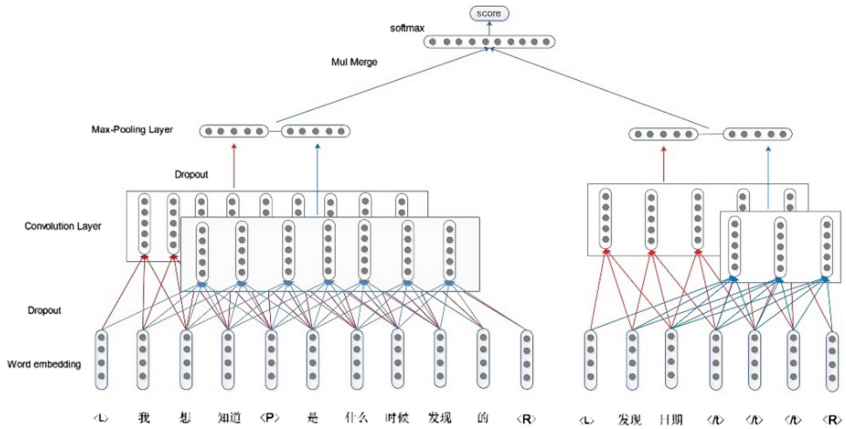 score
softmax
Mul Merge
Max-Pooling Layer
Dropout
Convolution Layer
Dropout
Word embedding
<L> 我 想 知道 <P> 是 什么 时候 发现 的 <R>
<L> 发现 日期 </t> </t> </t> <R>